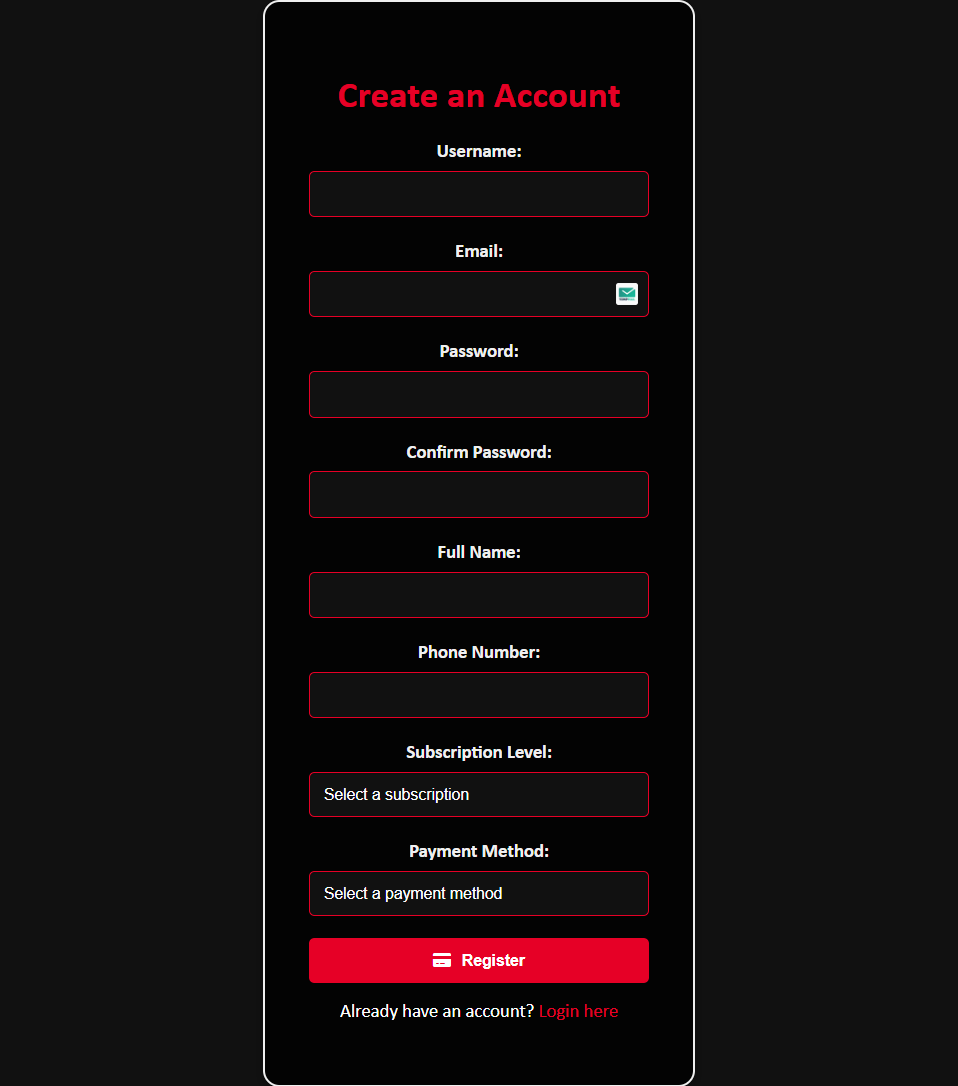 Create an Account
Username:
Email:
Password:
Confirm Password:
Full Name:
Phone Number:
Subscription Level:
Select a subscription
Payment Method:
Select a payment method
Register
Already have an account? Login here